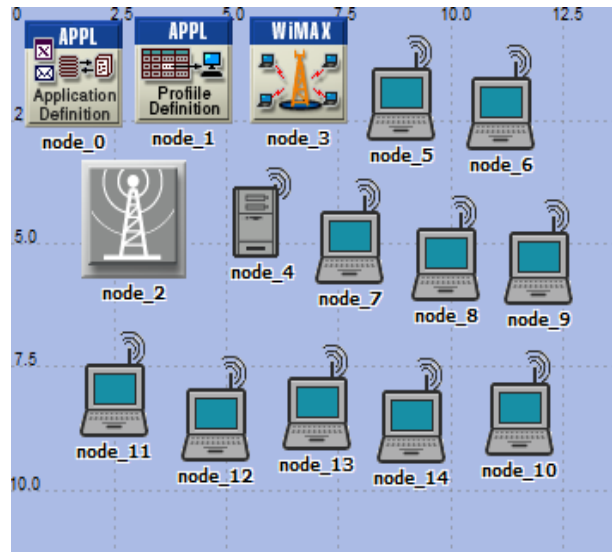 0 2.5 5.0 7.5 10.0 12.5
APPL
Application
Definition
node_0
APPL
Profiile
Definition
node_1
WiMAX
node_3
node_5
node_6
2
node_2
node_4
node_7
node_8
node_9
5.0
7.5
node_11
node_12
node_13
node_14
node_10
10.0